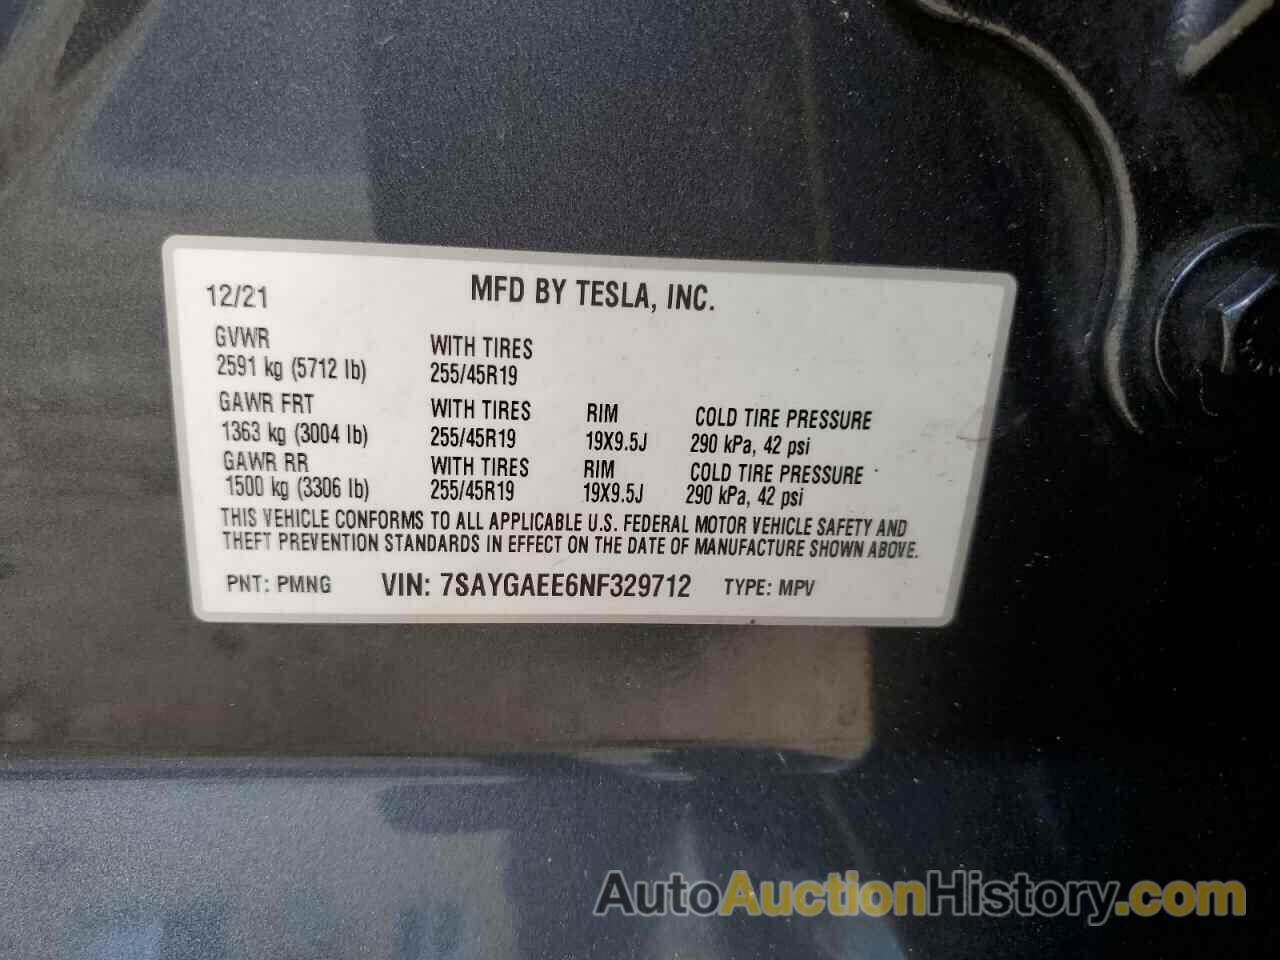 12/21 MFD BY TESLA, INC.
GVWR WITH TIRES
2591 kg (5712 lb) 255/45R19
GAWR FRT WITH TIRES RIM COLD TIRE PRESSURE
1363 kg (3004 lb) 255/45R19 19X9.5J 290 kPa, 42 psi
GAWR RR WITH TIRES RIM COLD TIRE PRESSURE
1500 kg (3306 lb) 255/45R19 19X9.5J 290 kPa, 42 psi
THIS VEHICLE CONFORMS TO ALL APPLICABLE U.S. FEDERAL MOTOR VEHICLE SAFETY AND
THEFT PREVENTION STANDARDS IN EFFECT ON THE DATE OF MANUFACTURE SHOWN ABOVE.
PNT: PMNG VIN: 7SAYGAEE6NF329712 TYPE: MPV
AutoAuctionHistory.com